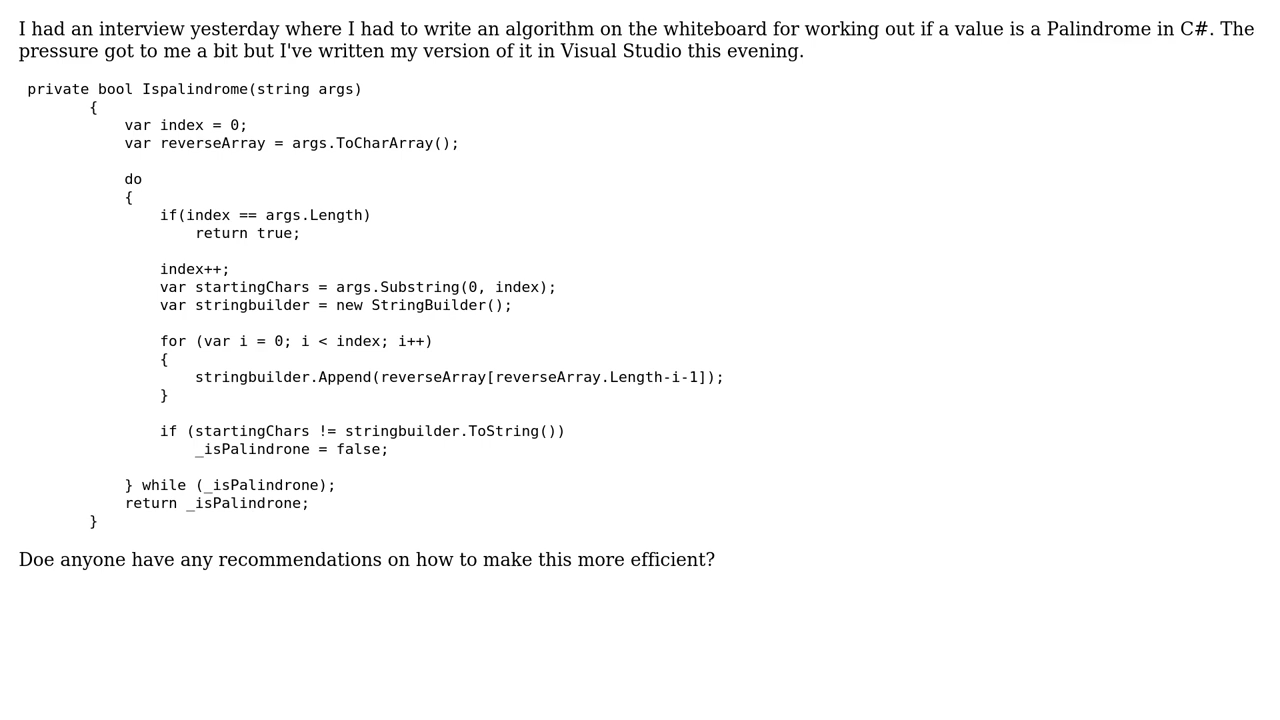 I had an interview yesterday where I had to write an algorithm on the whiteboard for working out if a value is a Palindrome in C#. The
pressure got to me a bit but I've written my version of it in Visual Studio this evening.
private bool Ispalindrome(string args)
{
var index = 0;
var reverseArray = args.ToCharArray();
do
{
if(index == args.Length)
return true;
index++;
var startingChars = args.Substring(0, index);
var stringbuilder = new StringBuilder();
for (var i = 0; i < index; i++)
{
stringbuilder.Append(reverseArray[reverseArray.Length-i-1]);
}
if (startingChars != stringbuilder.ToString())
_isPalindrone = false;
} while (_isPalindrone);
return _isPalindrone;
}
Doe anyone have any recommendations on how to make this more efficient?